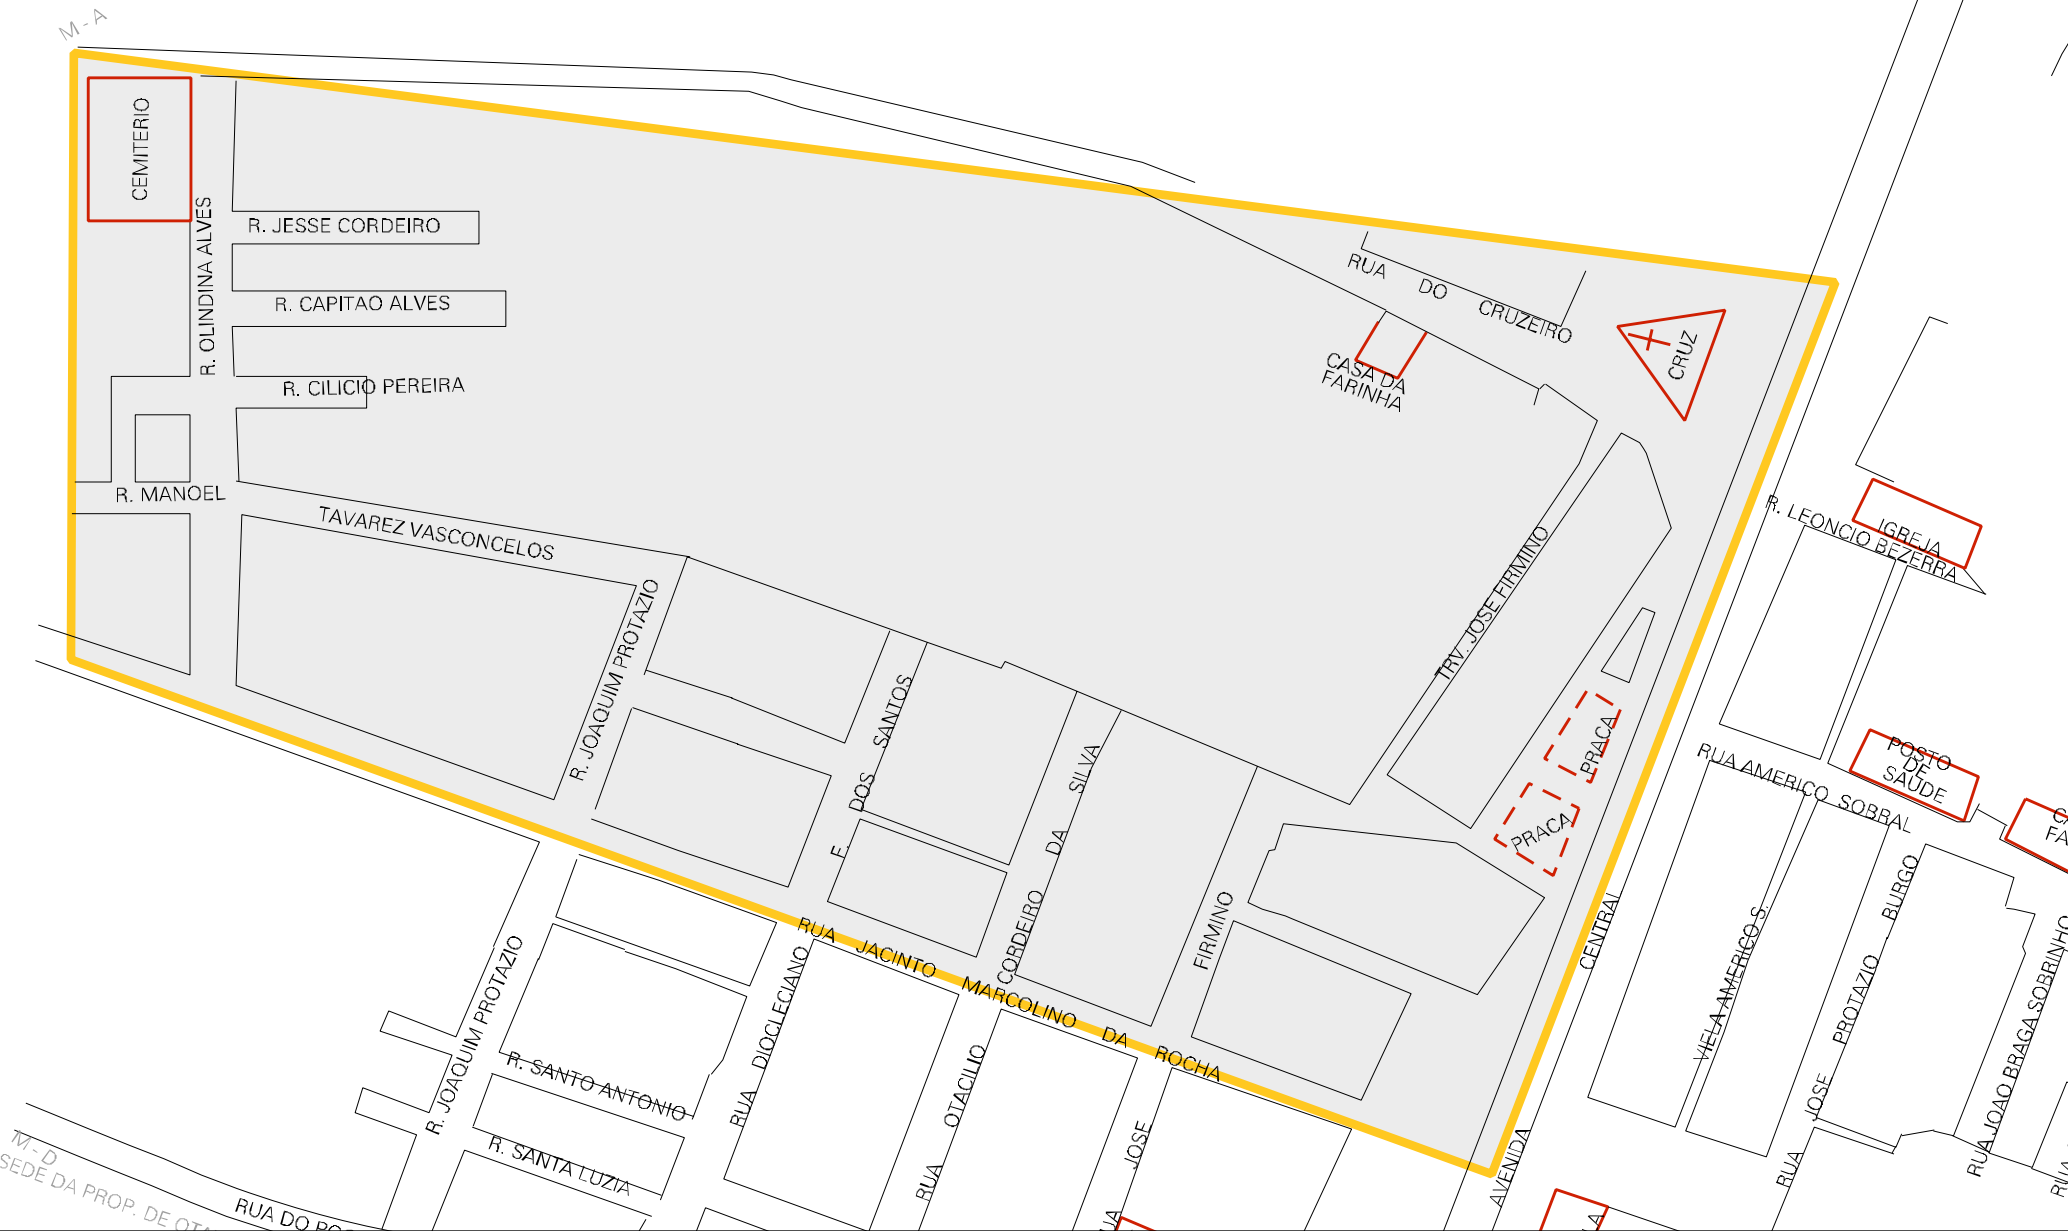 M - A
CEMITERIO
R. OLINDINA ALVES
R. JESSE CORDEIRO
R. CAPITAO ALVES
R. CILICIO PEREIRA
R. MANOEL
TAVAREZ VASCONCELOS
RUA DO CRUZEIRO
CRUZ
CASA DA
FARINHA
TRV. JOSE FIRMINO
R. LEONCIO BEZERRA
IGREJA
R. JOAQUIM PROTAZIO
F. DOS SANTOS
CORDEIRO DA SILVA
FIRMINO
PRACA
PRACA
POSTO
DE
SAUDE
RUA AMERICO SOBRAL
RUA JACINTO MARCOLINO DA ROCHA
AVENIDA CENTRAL
VIELA AMERICO S.
RUA JOSE PROTAZIO BURGO
RUA JOAO BRAGA SOBRINHO
R. JOAQUIM PROTAZIO
RUA DIOCLECIANO
RUA OTACILIO
JOSE
R. SANTO ANTONIO
R. SANTA LUZIA
M - D
SEDE DA PROP. DE
RUA DO